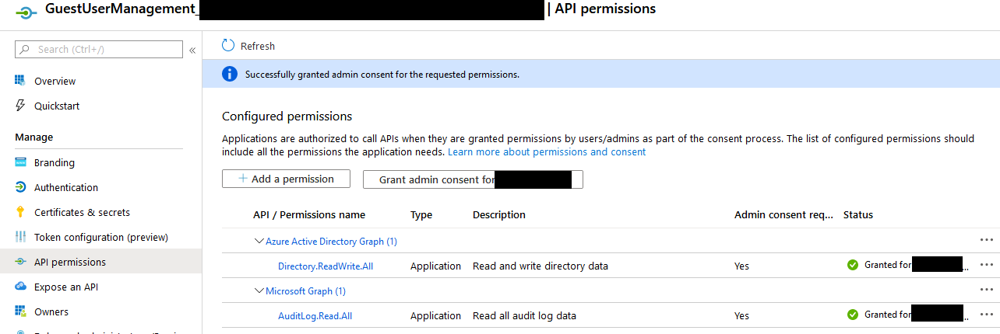 GuestUserManagement_ | API permissions
Search (Ctrl+/)
«
Refresh
Overview
Successfully granted admin consent for the requested permissions.
Quickstart
Manage
Branding
Authentication
Certificates & secrets
Token configuration (preview)
API permissions
Expose an API
Owners
Configured permissions
Applications are authorized to call APIs when they are granted permissions by users/admins as part of the consent process. The list of configured permissions should
include all the permissions the application needs. Learn more about permissions and consent
+ Add a permission
Grant admin consent for
API / Permissions name Type Description Admin consent req... Status
Azure Active Directory Graph (1) ...
Directory.ReadWrite.All Application Read and write directory data Yes Granted for ... ...
Microsoft Graph (1) ...
AuditLog.Read.All Application Read all audit log data Yes Granted for ... ...